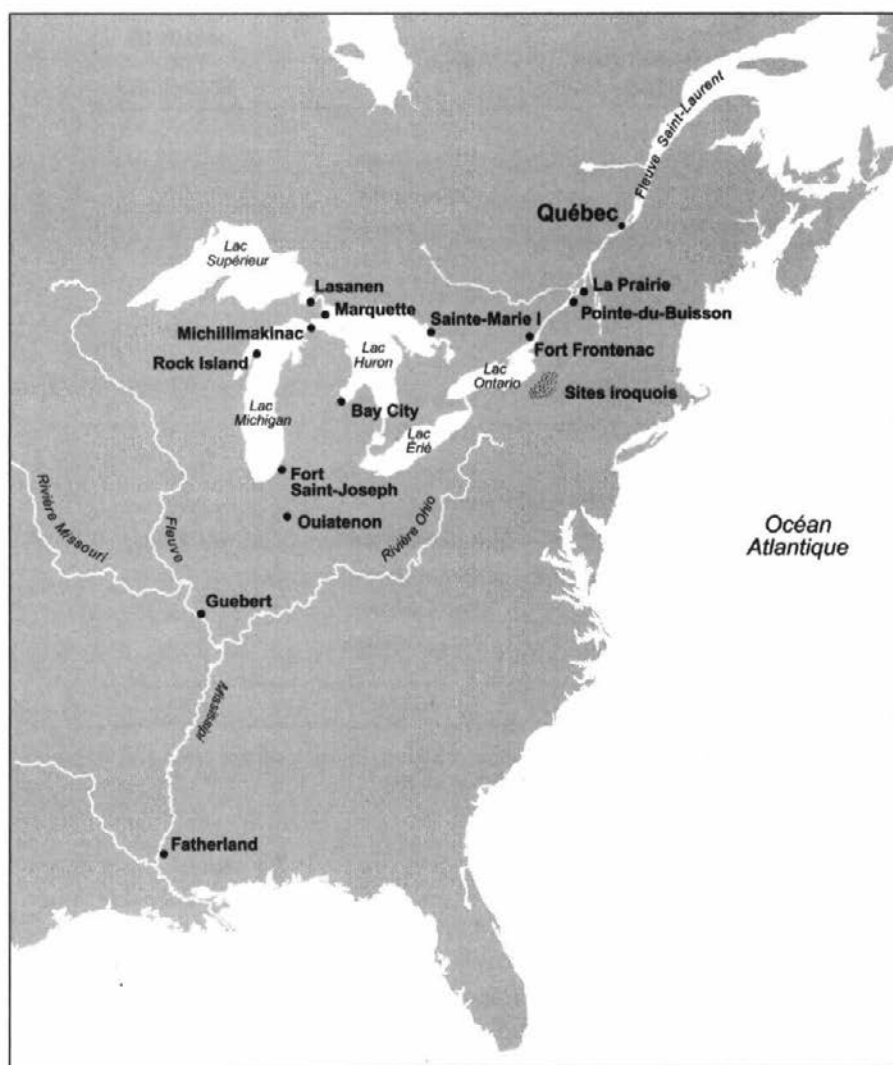 Fleuve Saint-Laurent
Québec
Lac
Supérieur
Lasanen
La Prairie
Marquette
Pointe-du-Buisson
Sainte-Marie I
Michillimakinac
Fort Frontenac
Rock Island
Lac
Huron
Lac
Ontario
Sites iroquois
Lac
Michigan
Bay City
Lac
Érié
Fort
Saint-Joseph
Rivière Missouri
Fleuve
Ouiatenon
Rivière Ohio
Océan
Atlantique
Guebert
Mississipi
Fatherland